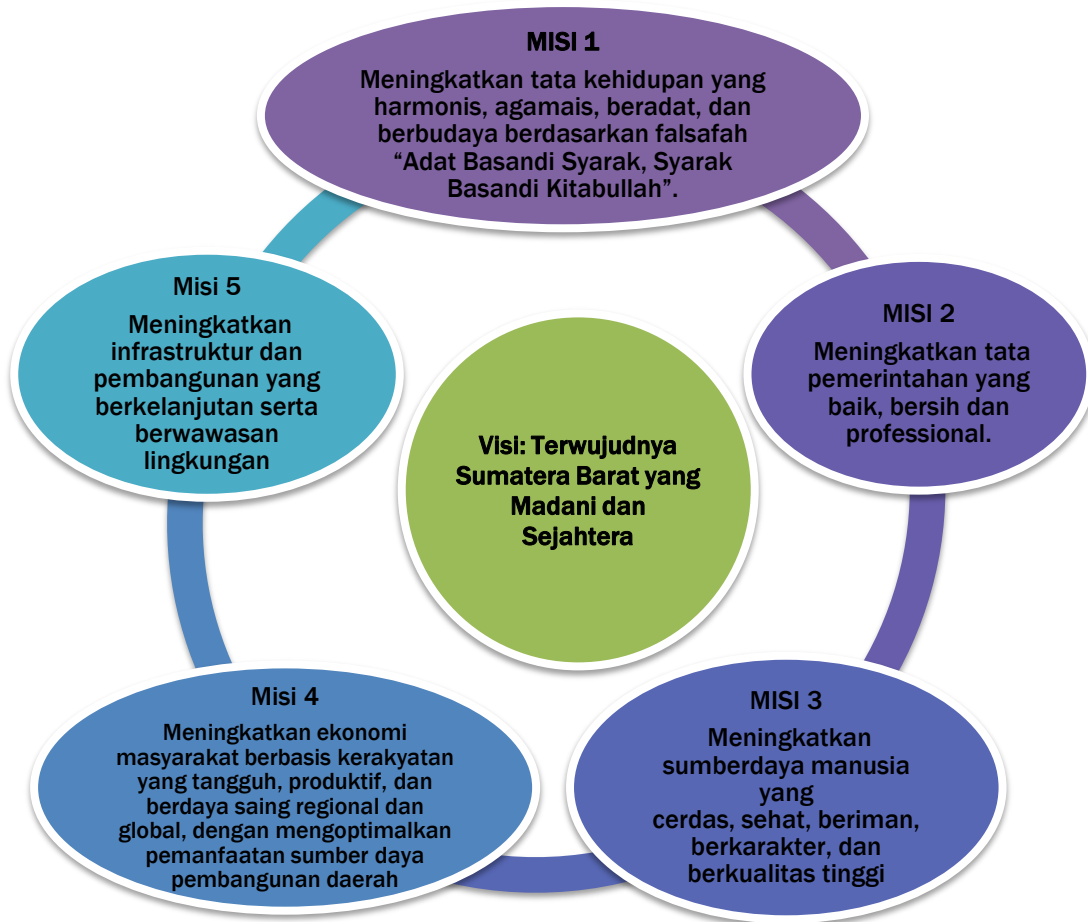 MISI 1
Meningkatkan tata kehidupan yang
harmonis, agamais, beradat, dan
berbudaya berdasarkan falsafah
“Adat Basandi Syarak, Syarak
Basandi Kitabullah”.
MISI 2
Meningkatkan tata
pemerintahan yang
baik, bersih dan
professional.
MISI 3
Meningkatkan
sumberdaya manusia
yang
cerdas, sehat, beriman,
berkarakter, dan
berkualitas tinggi
Misi 4
Meningkatkan ekonomi
masyarakat berbasis kerakyatan
yang tangguh, produktif, dan
berdaya saing regional dan
global, dengan mengoptimalkan
pemanfaatan sumber daya
pembangunan daerah
Misi 5
Meningkatkan
infrastruktur dan
pembangunan yang
berkelanjutan serta
berwawasan
lingkungan
Visi: Terwujudnya
Sumatera Barat yang
Madani dan
Sejahtera